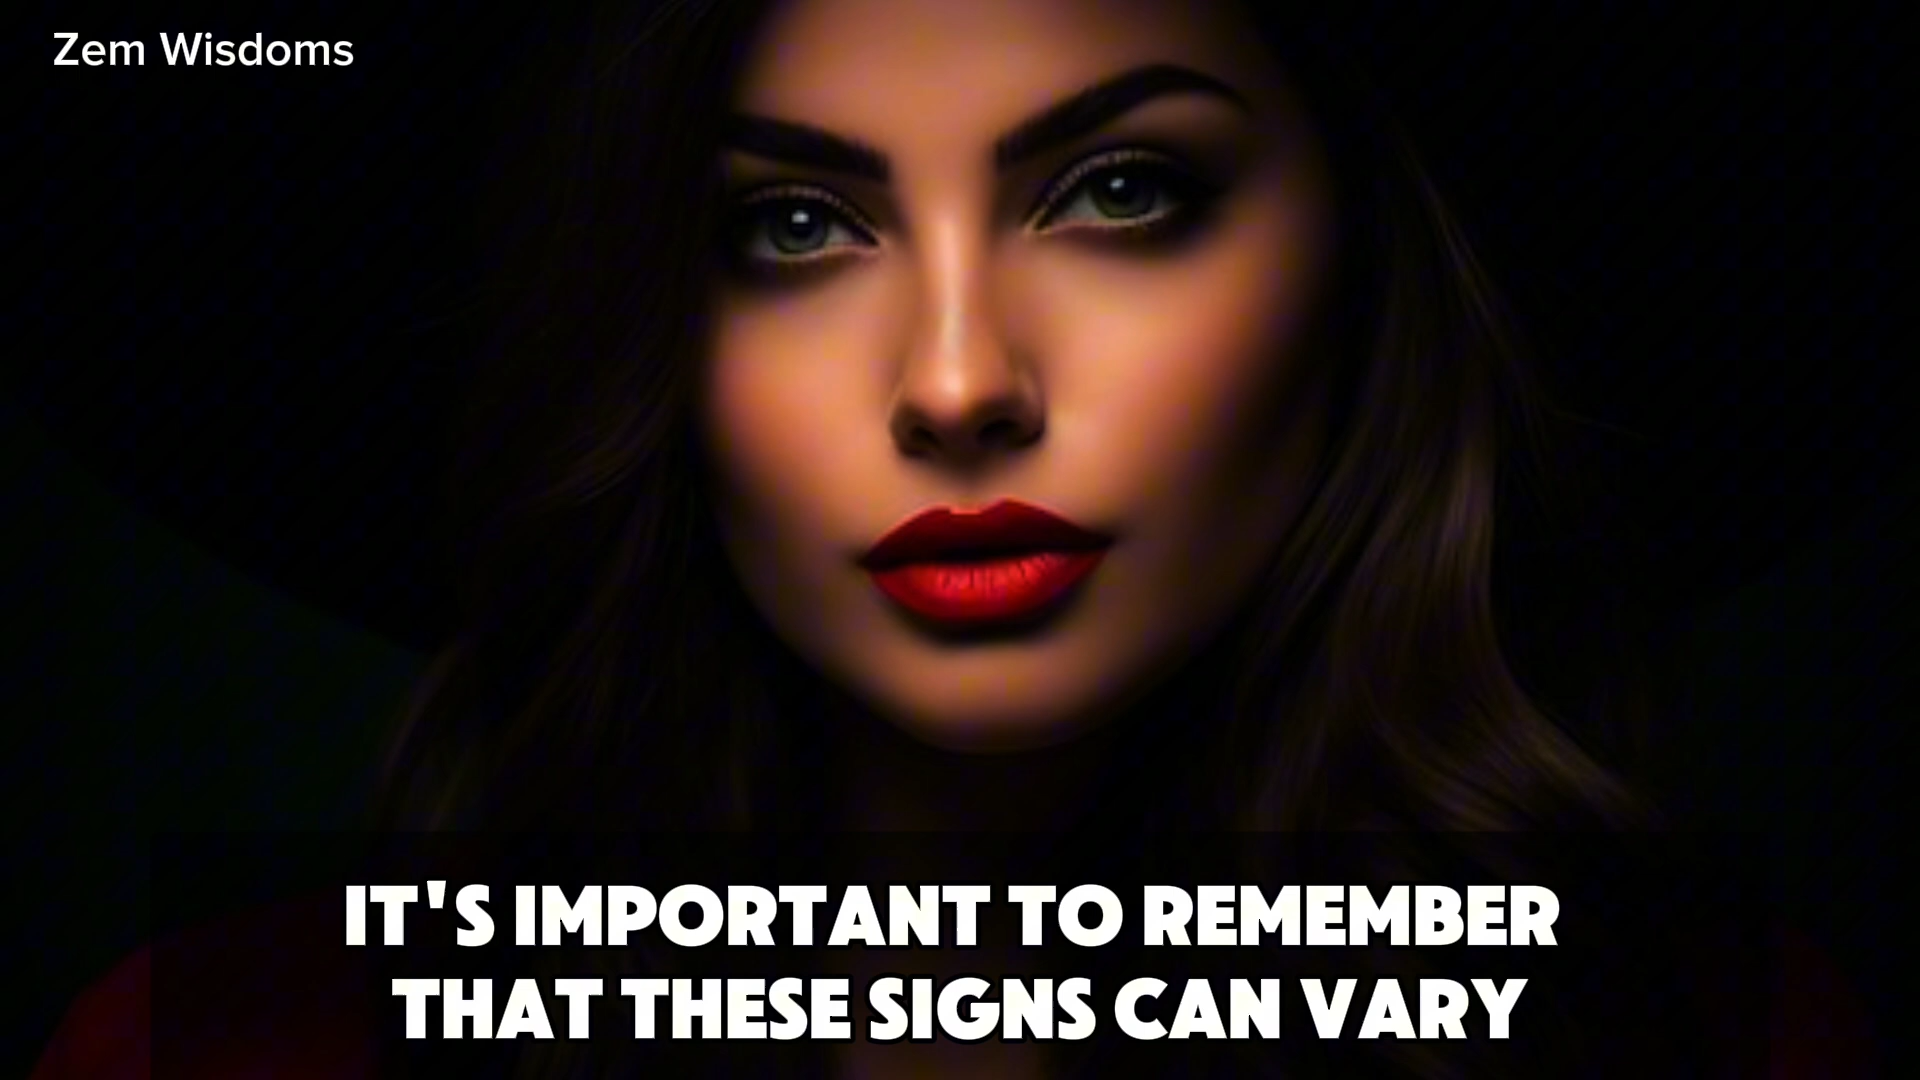 Zem Wisdoms
IT'S IMPORTANT TO REMEMBER
THAT THESE SIGNS CAN VARY